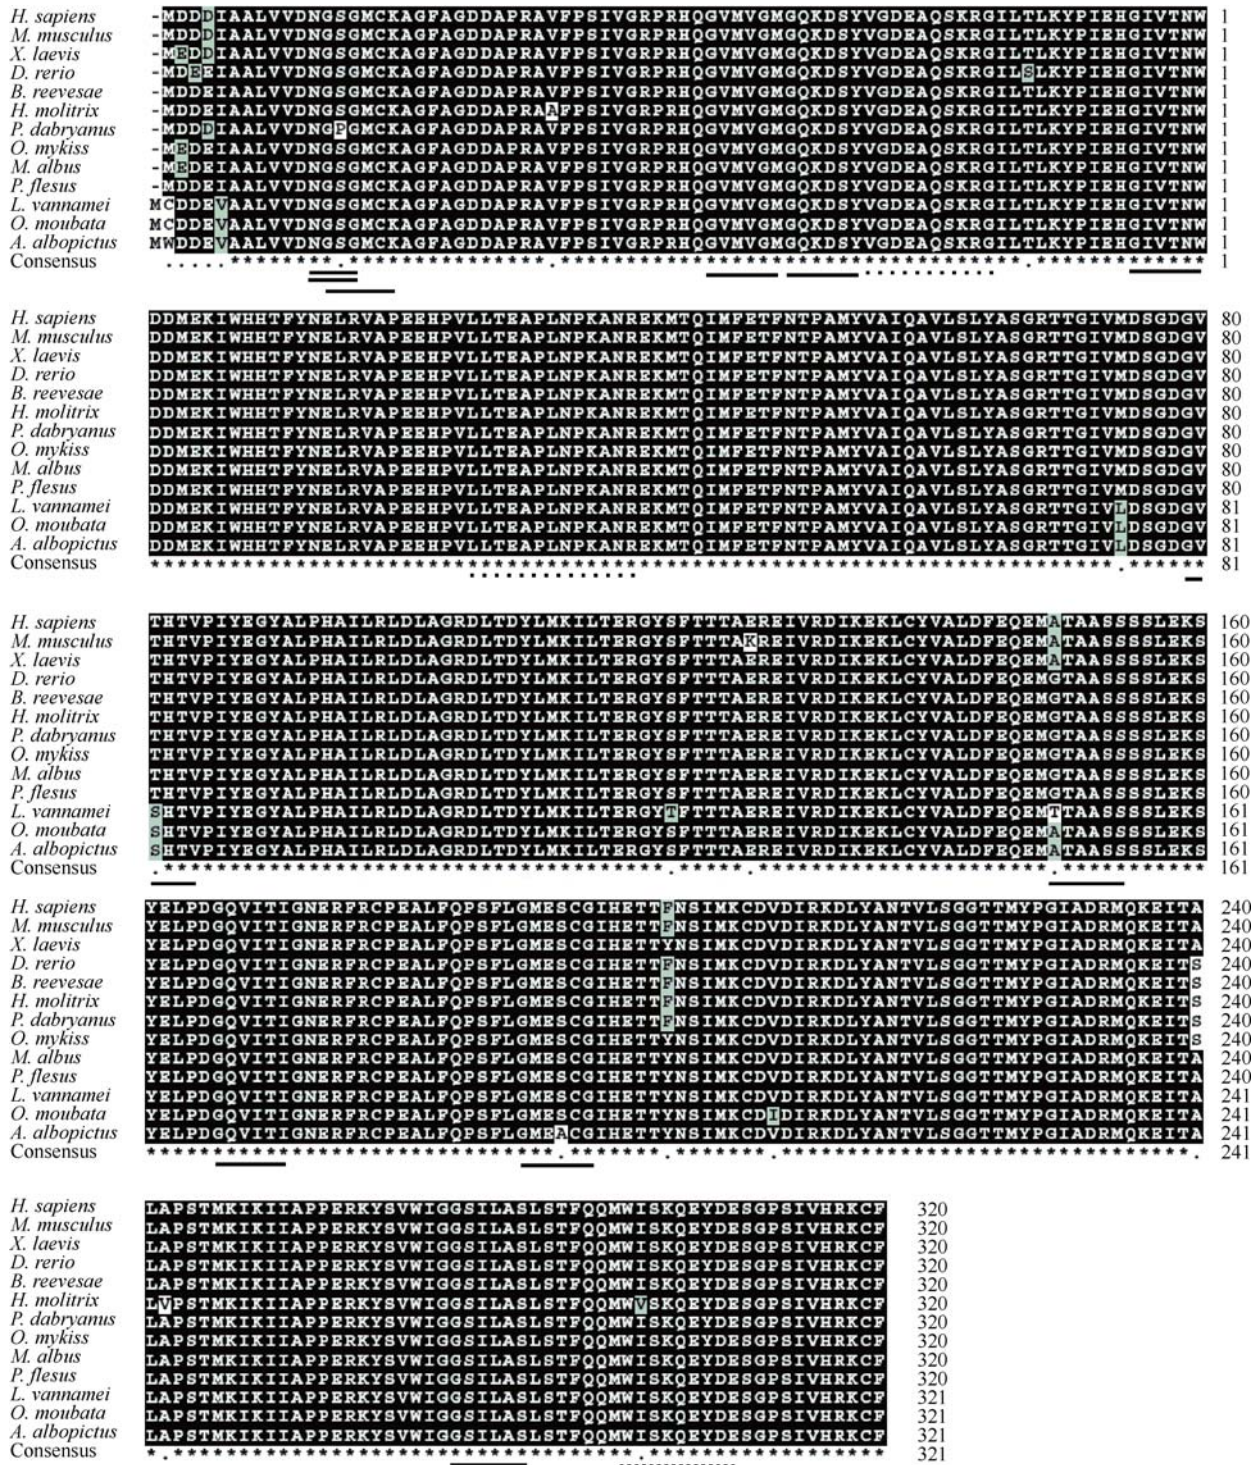 H. sapiens -MDDDIAALVVDNGSGMCKAGFAGDDAPRAVFPSIVGRPRHQGVMVGMGQKDSYVGDEAQSKRGILTLKYPIEHGIVTNW 1
M. musculus -MDDDIAALVVDNGSGMCKAGFAGDDAPRAVFPSIVGRPRHQGVMVGMGQKDSYVGDEAQSKRGILTLKYPIEHGIVTNW 1
X. laevis -MEDDIAALVVDNGSGMCKAGFAGDDAPRAVFPSIVGRPRHQGVMVGMGQKDSYVGDEAQSKRGILTLKYPIEHGIVTNW 1
D. rerio -MDEEIAALVVDNGSGMCKAGFAGDDAPRAVFPSIVGRPRHQGVMVGMGQKDSYVGDEAQSKRGILSLKYPIEHGIVTNW 1
B. reevesae -MDDEIAALVVDNGSGMCKAGFAGDDAPRAVFPSIVGRPRHQGVMVGMGQKDSYVGDEAQSKRGILTLKYPIEHGIVTNW 1
H. molitrix -MDDEIAALVVDNGSGMCKAGFAGDDAPRAAFPSIVGRPRHQGVMVGMGQKDSYVGDEAQSKRGILTLKYPIEHGIVTNW 1
P. dabryanus -MDDDIAALVVDNGPGMCKAGFAGDDAPRAVFPSIVGRPRHQGVMVGMGQKDSYVGDEAQSKRGILTLKYPIEHGIVTNW 1
O. mykiss -MEDEIAALVVDNGSGMCKAGFAGDDAPRAVFPSIVGRPRHQGVMVGMGQKDSYVGDEAQSKRGILTLKYPIEHGIVTNW 1
M. albus -MEDEIAALVVDNGSGMCKAGFAGDDAPRAVFPSIVGRPRHQGVMVGMGQKDSYVGDEAQSKRGILTLKYPIEHGIVTNW 1
P. flesus -MDDEIAALVVDNGSGMCKAGFAGDDAPRAVFPSIVGRPRHQGVMVGMGQKDSYVGDEAQSKRGILTLKYPIEHGIVTNW 1
L. vannamei MCDDEVAALVVDNGSGMCKAGFAGDDAPRAVFPSIVGRPRHQGVMVGMGQKDSYVGDEAQSKRGILTLKYPIEHGIVTNW 1
O. moubata MCDDEVAALVVDNGSGMCKAGFAGDDAPRAVFPSIVGRPRHQGVMVGMGQKDSYVGDEAQSKRGILTLKYPIEHGIVTNW 1
A. albopictus MWDDEVAALVVDNGSGMCKAGFAGDDAPRAVFPSIVGRPRHQGVMVGMGQKDSYVGDEAQSKRGILTLKYPIEHGIVTNW 1
Consensus .....********.***************.***********************************.************* 1
H. sapiens DDMEKIWHHTFYNELRVAPEEHPVLLTEAPLNPKANREKMTQIMFETFNTPAMYVAIQAVLSLYASGRTTGIVMDSGDGV 80
M. musculus DDMEKIWHHTFYNELRVAPEEHPVLLTEAPLNPKANREKMTQIMFETFNTPAMYVAIQAVLSLYASGRTTGIVMDSGDGV 80
X. laevis DDMEKIWHHTFYNELRVAPEEHPVLLTEAPLNPKANREKMTQIMFETFNTPAMYVAIQAVLSLYASGRTTGIVMDSGDGV 80
D. rerio DDMEKIWHHTFYNELRVAPEEHPVLLTEAPLNPKANREKMTQIMFETFNTPAMYVAIQAVLSLYASGRTTGIVMDSGDGV 80
B. reevesae DDMEKIWHHTFYNELRVAPEEHPVLLTEAPLNPKANREKMTQIMFETFNTPAMYVAIQAVLSLYASGRTTGIVMDSGDGV 80
H. molitrix DDMEKIWHHTFYNELRVAPEEHPVLLTEAPLNPKANREKMTQIMFETFNTPAMYVAIQAVLSLYASGRTTGIVMDSGDGV 80
P. dabryanus DDMEKIWHHTFYNELRVAPEEHPVLLTEAPLNPKANREKMTQIMFETFNTPAMYVAIQAVLSLYASGRTTGIVMDSGDGV 80
O. mykiss DDMEKIWHHTFYNELRVAPEEHPVLLTEAPLNPKANREKMTQIMFETFNTPAMYVAIQAVLSLYASGRTTGIVMDSGDGV 80
M. albus DDMEKIWHHTFYNELRVAPEEHPVLLTEAPLNPKANREKMTQIMFETFNTPAMYVAIQAVLSLYASGRTTGIVMDSGDGV 80
P. flesus DDMEKIWHHTFYNELRVAPEEHPVLLTEAPLNPKANREKMTQIMFETFNTPAMYVAIQAVLSLYASGRTTGIVMDSGDGV 80
L. vannamei DDMEKIWHHTFYNELRVAPEEHPVLLTEAPLNPKANREKMTQIMFETFNTPAMYVAIQAVLSLYASGRTTGIVLDSGDGV 81
O. moubata DDMEKIWHHTFYNELRVAPEEHPVLLTEAPLNPKANREKMTQIMFETFNTPAMYVAIQAVLSLYASGRTTGIVLDSGDGV 81
A. albopictus DDMEKIWHHTFYNELRVAPEEHPVLLTEAPLNPKANREKMTQIMFETFNTPAMYVAIQAVLSLYASGRTTGIVLDSGDGV 81
Consensus *************************************************************************.****** 81
H. sapiens THTVPIYEGYALPHAILRLDLAGRDLTDYLMKILTERGYSFTTTAEREIVRDIKEKLCYVALDFEQEMATAASSSSLEKS 160
M. musculus THTVPIYEGYALPHAILRLDLAGRDLTDYLMKILTERGYSFTTTAKREIVRDIKEKLCYVALDFEQEMATAASSSSLEKS 160
X. laevis THTVPIYEGYALPHAILRLDLAGRDLTDYLMKILTERGYSFTTTAEREIVRDIKEKLCYVALDFEQEMATAASSSSLEKS 160
D. rerio THTVPIYEGYALPHAILRLDLAGRDLTDYLMKILTERGYSFTTTAEREIVRDIKEKLCYVALDFEQEMGTAASSSSLEKS 160
B. reevesae THTVPIYEGYALPHAILRLDLAGRDLTDYLMKILTERGYSFTTTAEREIVRDIKEKLCYVALDFEQEMGTAASSSSLEKS 160
H. molitrix THTVPIYEGYALPHAILRLDLAGRDLTDYLMKILTERGYSFTTTAEREIVRDIKEKLCYVALDFEQEMGTAASSSSLEKS 160
P. dabryanus THTVPIYEGYALPHAILRLDLAGRDLTDYLMKILTERGYSFTTTAEREIVRDIKEKLCYVALDFEQEMGTAASSSSLEKS 160
O. mykiss THTVPIYEGYALPHAILRLDLAGRDLTDYLMKILTERGYSFTTTAEREIVRDIKEKLCYVALDFEQEMGTAASSSSLEKS 160
M. albus THTVPIYEGYALPHAILRLDLAGRDLTDYLMKILTERGYSFTTTAEREIVRDIKEKLCYVALDFEQEMGTAASSSSLEKS 160
P. flesus THTVPIYEGYALPHAILRLDLAGRDLTDYLMKILTERGYSFTTTAEREIVRDIKEKLCYVALDFEQEMGTAASSSSLEKS 160
L. vannamei SHTVPIYEGYALPHAILRLDLAGRDLTDYLMKILTERGYTFTTTAEREIVRDIKEKLCYVALDFEQEMTTAASSSSLEKS 161
O. moubata SHTVPIYEGYALPHAILRLDLAGRDLTDYLMKILTERGYSFTTTAEREIVRDIKEKLCYVALDFEQEMATAASSSSLEKS 161
A. albopictus SHTVPIYEGYALPHAILRLDLAGRDLTDYLMKILTERGYSFTTTAEREIVRDIKEKLCYVALDFEQEMATAASSSSLEKS 161
Consensus .**************************************.*****.**********************.*********** 161
H. sapiens YELPDGQVITIGNERFRCPEALFQPSFLGMESCGIHETTFNSIMKCDVDIRKDLYANTVLSGGTTMYPGIADRMQKEITA 240
M. musculus YELPDGQVITIGNERFRCPEALFQPSFLGMESCGIHETTFNSIMKCDVDIRKDLYANTVLSGGTTMYPGIADRMQKEITA 240
X. laevis YELPDGQVITIGNERFRCPEALFQPSFLGMESCGIHETTYNSIMKCDVDIRKDLYANTVLSGGTTMYPGIADRMQKEITA 240
D. rerio YELPDGQVITIGNERFRCPEALFQPSFLGMESCGIHETTFNSIMKCDVDIRKDLYANTVLSGGTTMYPGIADRMQKEITS 240
B. reevesae YELPDGQVITIGNERFRCPEALFQPSFLGMESCGIHETTFNSIMKCDVDIRKDLYANTVLSGGTTMYPGIADRMQKEITS 240
H. molitrix YELPDGQVITIGNERFRCPEALFQPSFLGMESCGIHETTFNSIMKCDVDIRKDLYANTVLSGGTTMYPGIADRMQKEITS 240
P. dabryanus YELPDGQVITIGNERFRCPEALFQPSFLGMESCGIHETTFNSIMKCDVDIRKDLYANTVLSGGTTMYPGIADRMQKEITS 240
O. mykiss YELPDGQVITIGNERFRCPEALFQPSFLGMESCGIHETTYNSIMKCDVDIRKDLYANTVLSGGTTMYPGIADRMQKEITS 240
M. albus YELPDGQVITIGNERFRCPEALFQPSFLGMESCGIHETTYNSIMKCDVDIRKDLYANTVLSGGTTMYPGIADRMQKEITA 240
P. flesus YELPDGQVITIGNERFRCPEALFQPSFLGMESCGIHETTYNSIMKCDVDIRKDLYANTVLSGGTTMYPGIADRMQKEITA 240
L. vannamei YELPDGQVITIGNERFRCPEALFQPSFLGMESCGIHETTYNSIMKCDVDIRKDLYANTVLSGGTTMYPGIADRMQKEITA 241
O. moubata YELPDGQVITIGNERFRCPEALFQPSFLGMESCGIHETTYNSIMKCDIDIRKDLYANTVLSGGTTMYPGIADRMQKEITA 241
A. albopictus YELPDGQVITIGNERFRCPEALFQPSFLGMEACGIHETTYNSIMKCDVDIRKDLYANTVLSGGTTMYPGIADRMQKEITA 241
Consensus *******************************.*******.*******.*******************************. 241
H. sapiens LAPSTMKIKIIAPPERKYSVWIGGSILASLSTFQQMWISKQEYDESGPSIVHRKCF 320
M. musculus LAPSTMKIKIIAPPERKYSVWIGGSILASLSTFQQMWISKQEYDESGPSIVHRKCF 320
X. laevis LAPSTMKIKIIAPPERKYSVWIGGSILASLSTFQQMWISKQEYDESGPSIVHRKCF 320
D. rerio LAPSTMKIKIIAPPERKYSVWIGGSILASLSTFQQMWISKQEYDESGPSIVHRKCF 320
B. reevesae LAPSTMKIKIIAPPERKYSVWIGGSILASLSTFQQMWISKQEYDESGPSIVHRKCF 320
H. molitrix LVPSTMKIKIIAPPERKYSVWIGGSILASLSTFQQMWVSKQEYDESGPSIVHRKCF 320
P. dabryanus LAPSTMKIKIIAPPERKYSVWIGGSILASLSTFQQMWISKQEYDESGPSIVHRKCF 320
O. mykiss LAPSTMKIKIIAPPERKYSVWIGGSILASLSTFQQMWISKQEYDESGPSIVHRKCF 320
M. albus LAPSTMKIKIIAPPERKYSVWIGGSILASLSTFQQMWISKQEYDESGPSIVHRKCF 320
P. flesus LAPSTMKIKIIAPPERKYSVWIGGSILASLSTFQQMWISKQEYDESGPSIVHRKCF 320
L. vannamei LAPSTMKIKIIAPPERKYSVWIGGSILASLSTFQQMWISKQEYDESGPSIVHRKCF 321
O. moubata LAPSTMKIKIIAPPERKYSVWIGGSILASLSTFQQMWISKQEYDESGPSIVHRKCF 321
A. albopictus LAPSTMKIKIIAPPERKYSVWIGGSILASLSTFQQMWISKQEYDESGPSIVHRKCF 321
Consensus *.***********************************.****************** 321